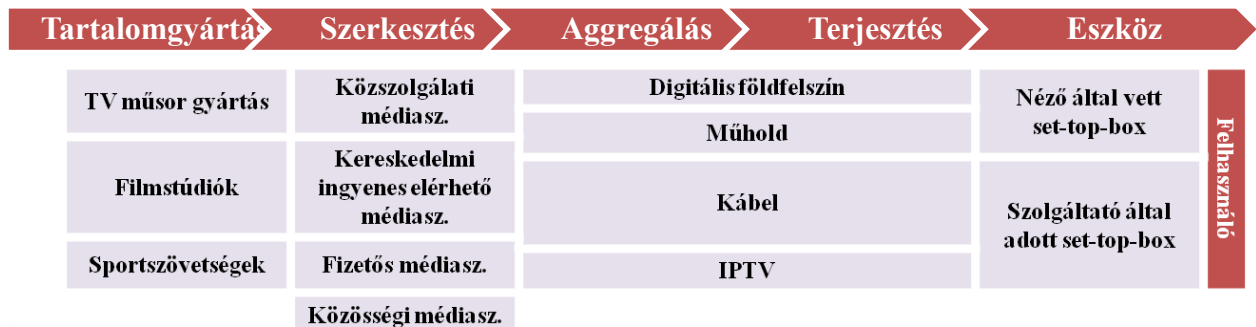 Tartalomgyártás
Szerkesztés
Aggregálás
Terjesztés
Eszköz
TV műsor gyártás
Filmstúdiók
Sportszövetségek
Közszolgálati
médiasz.
Kereskedelmi
ingyenes elérhető
médiasz.
Fizetős médiasz.
Közösségi médiasz.
Digitális földfelszín
Műhold
Kábel
IPTV
Néző által vett
set-top-box
Szolgáltató által
adott set-top-box
Felhasználó